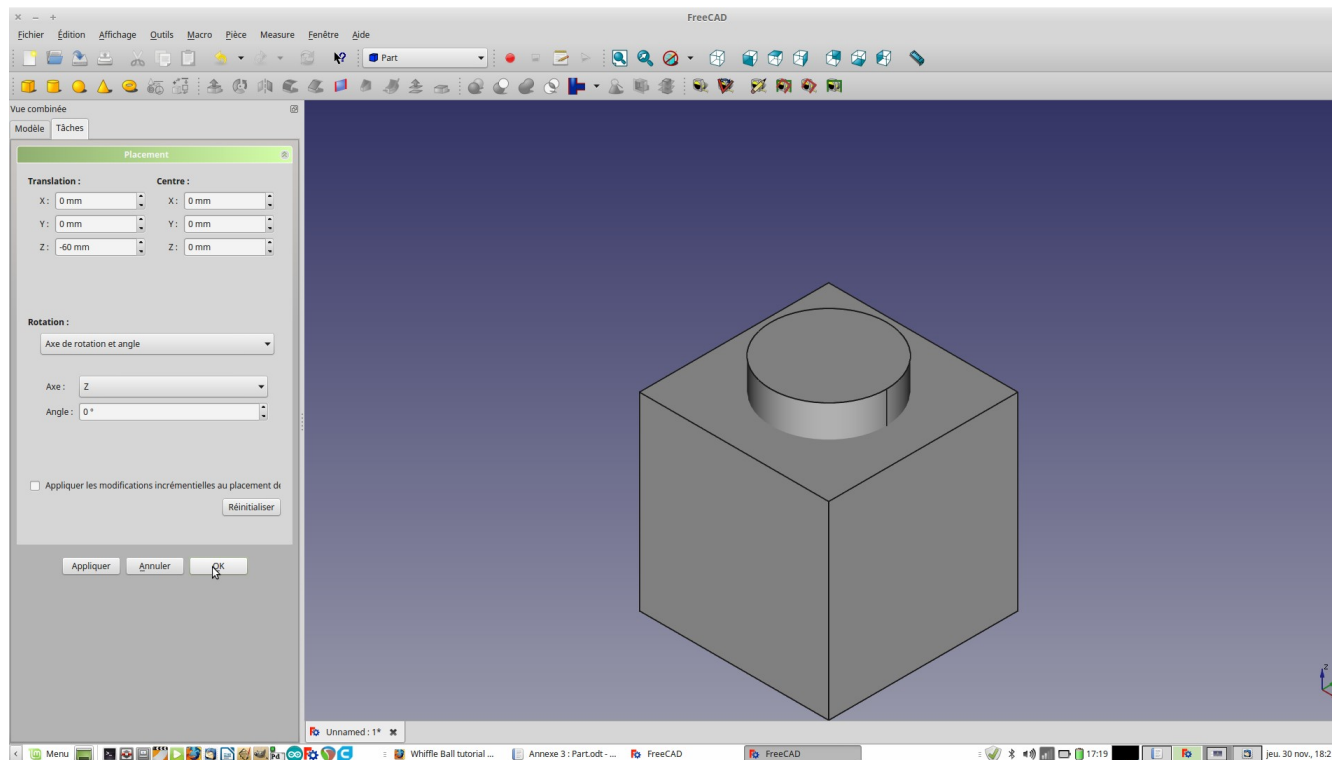 FreeCAD
Fichier Édition Affichage Outils Macro Pièce Measure Fenêtre Aide
Part
Vue combinée
Modèle Tâches
Placement
Translation : Centre :
X : 0 mm X : 0 mm
Y : 0 mm Y : 0 mm
Z : -60 mm Z : 0 mm
Rotation :
Axe de rotation et angle
Axe : Z
Angle : 0 °
Appliquer les modifications incrémentielles au placement de
Réinitialiser
Appliquer Annuler OK
Z
Unnamed : 1*
Menu Whiffle Ball tutorial ... Annexe 3 : Part.odt - ... FreeCAD FreeCAD 17:19 jeu. 30 nov., 18:2